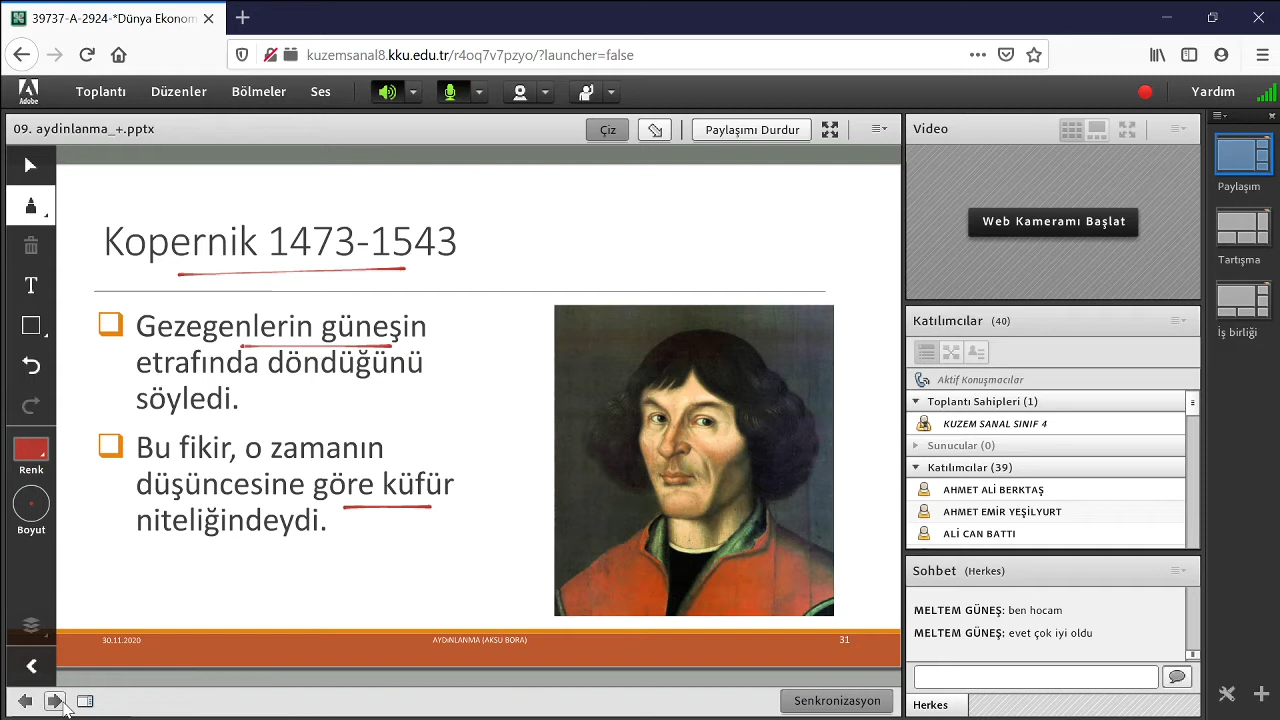 39737-A-2924-*Dünya Ekonom
kuzemsanal8.kku.edu.tr/r4oq7v7pzyo/?launcher=false
Adobe
Toplantı
Düzenler
Bölmeler
Ses
Yardım
09. aydinlanma_+.pptx
Çiz
Paylaşımı Durdur
Kopernik 1473-1543
Gezegenlerin güneşin
etrafında döndüğünü
söyledi.
Bu fikir, o zamanın
düşüncesine göre küfür
niteliğindeydi.
30.11.2020
AYDıNLANMA (AKSU BORA)
31
T
Renk
Boyut
Senkronizasyon
Video
Web Kameramı Başlat
Katılımcılar (40)
Aktif Konuşmacılar
Toplantı Sahipleri (1)
KUZEM SANAL SINIF 4
Sunucular (0)
Katılımcılar (39)
AHMET ALİ BERKTAŞ
AHMET EMİR YEŞİLYURT
ALİ CAN BATTI
Sohbet (Herkes)
MELTEM GÜNEŞ: ben hocam
MELTEM GÜNEŞ: evet çok iyi oldu
Herkes
Paylaşım
Tartışma
İş birliği